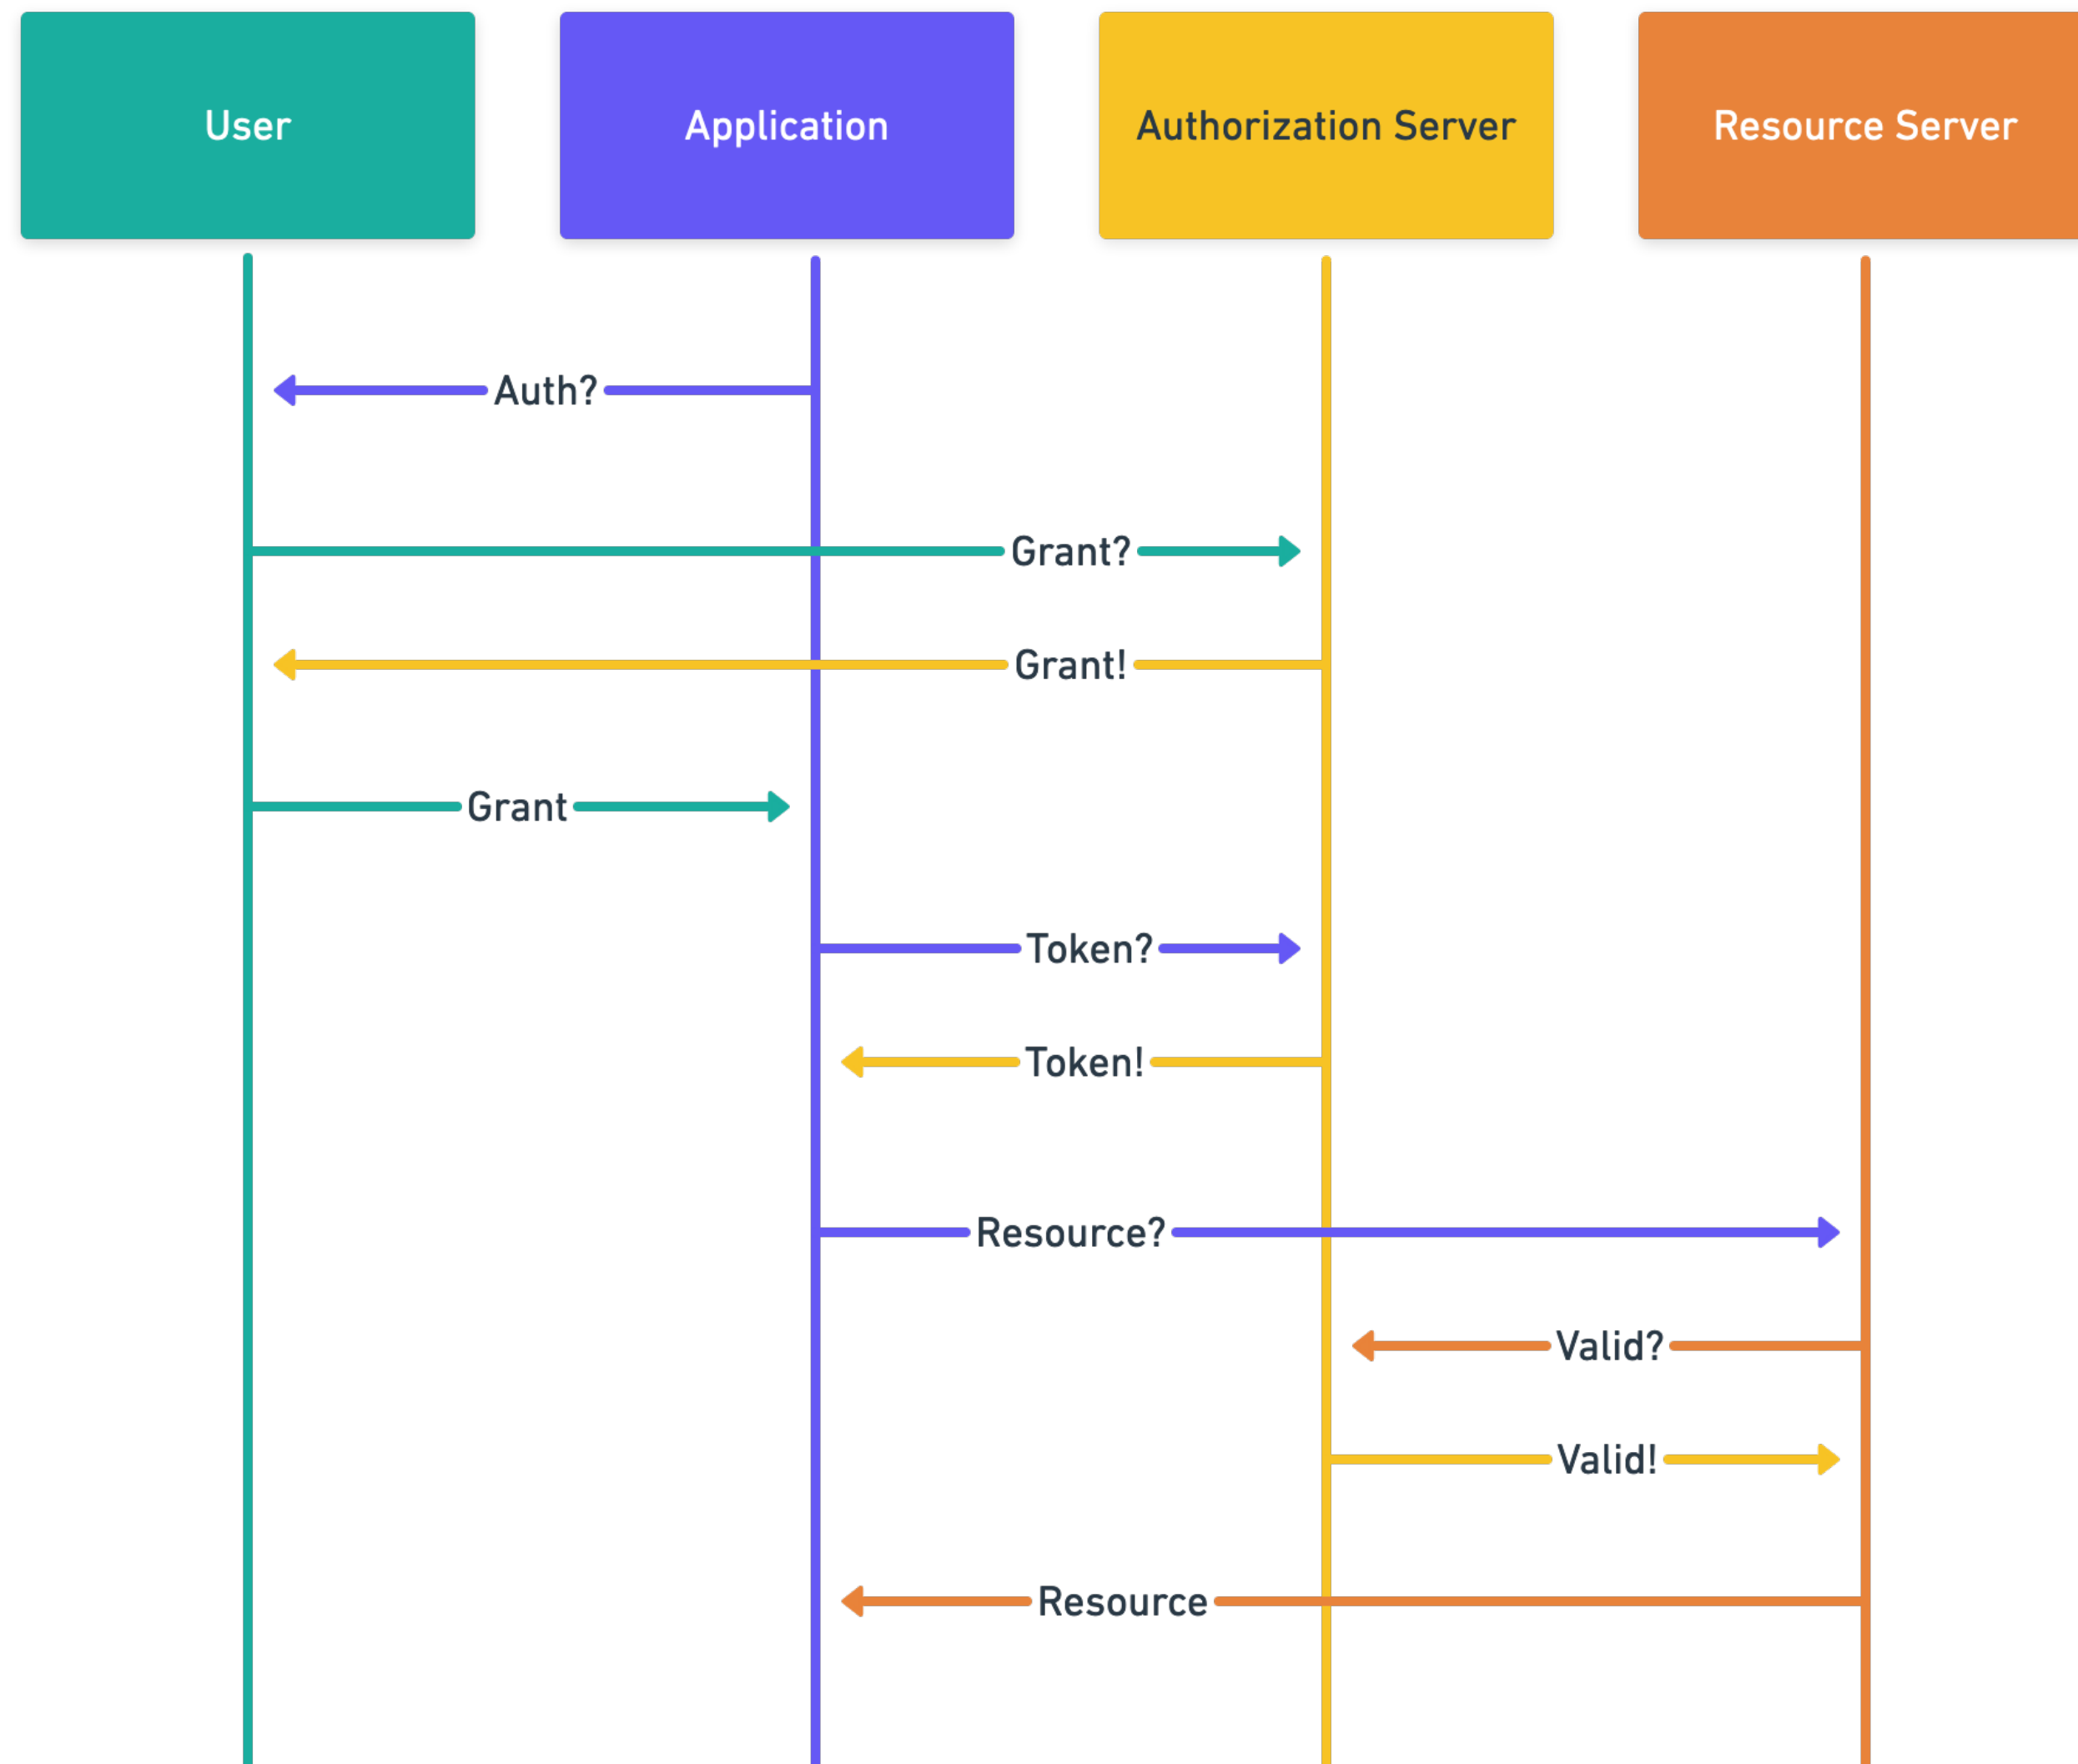 User
Application
Authorization Server
Resource Server
Auth?
Grant?
Grant!
Grant
Token?
Token!
Resource?
Valid?
Valid!
Resource